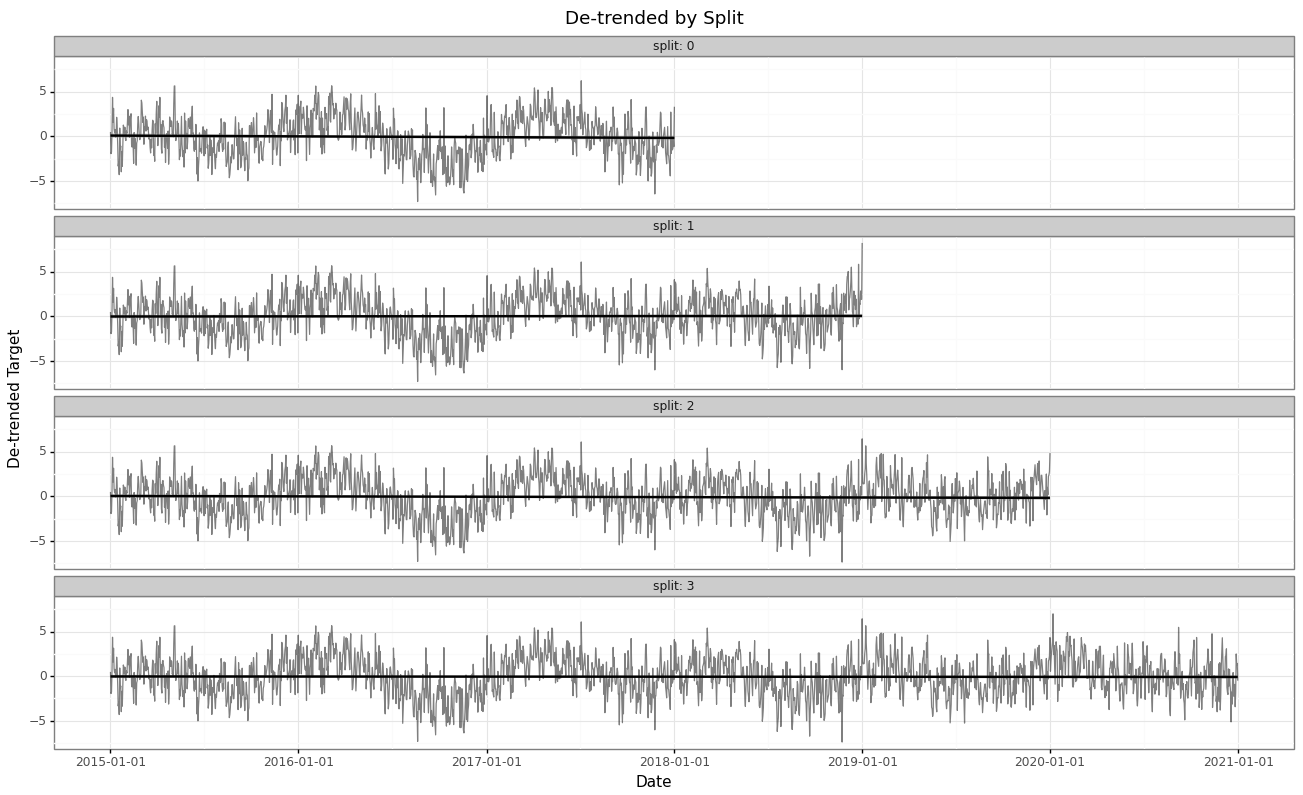 De-trended by Split
split: 0
5
0
−5
split: 1
5
0
−5
split: 2
5
0
−5
split: 3
5
0
−5
2015-01-01 2016-01-01 2017-01-01 2018-01-01 2019-01-01 2020-01-01 2021-01-01
Date
De-trended Target